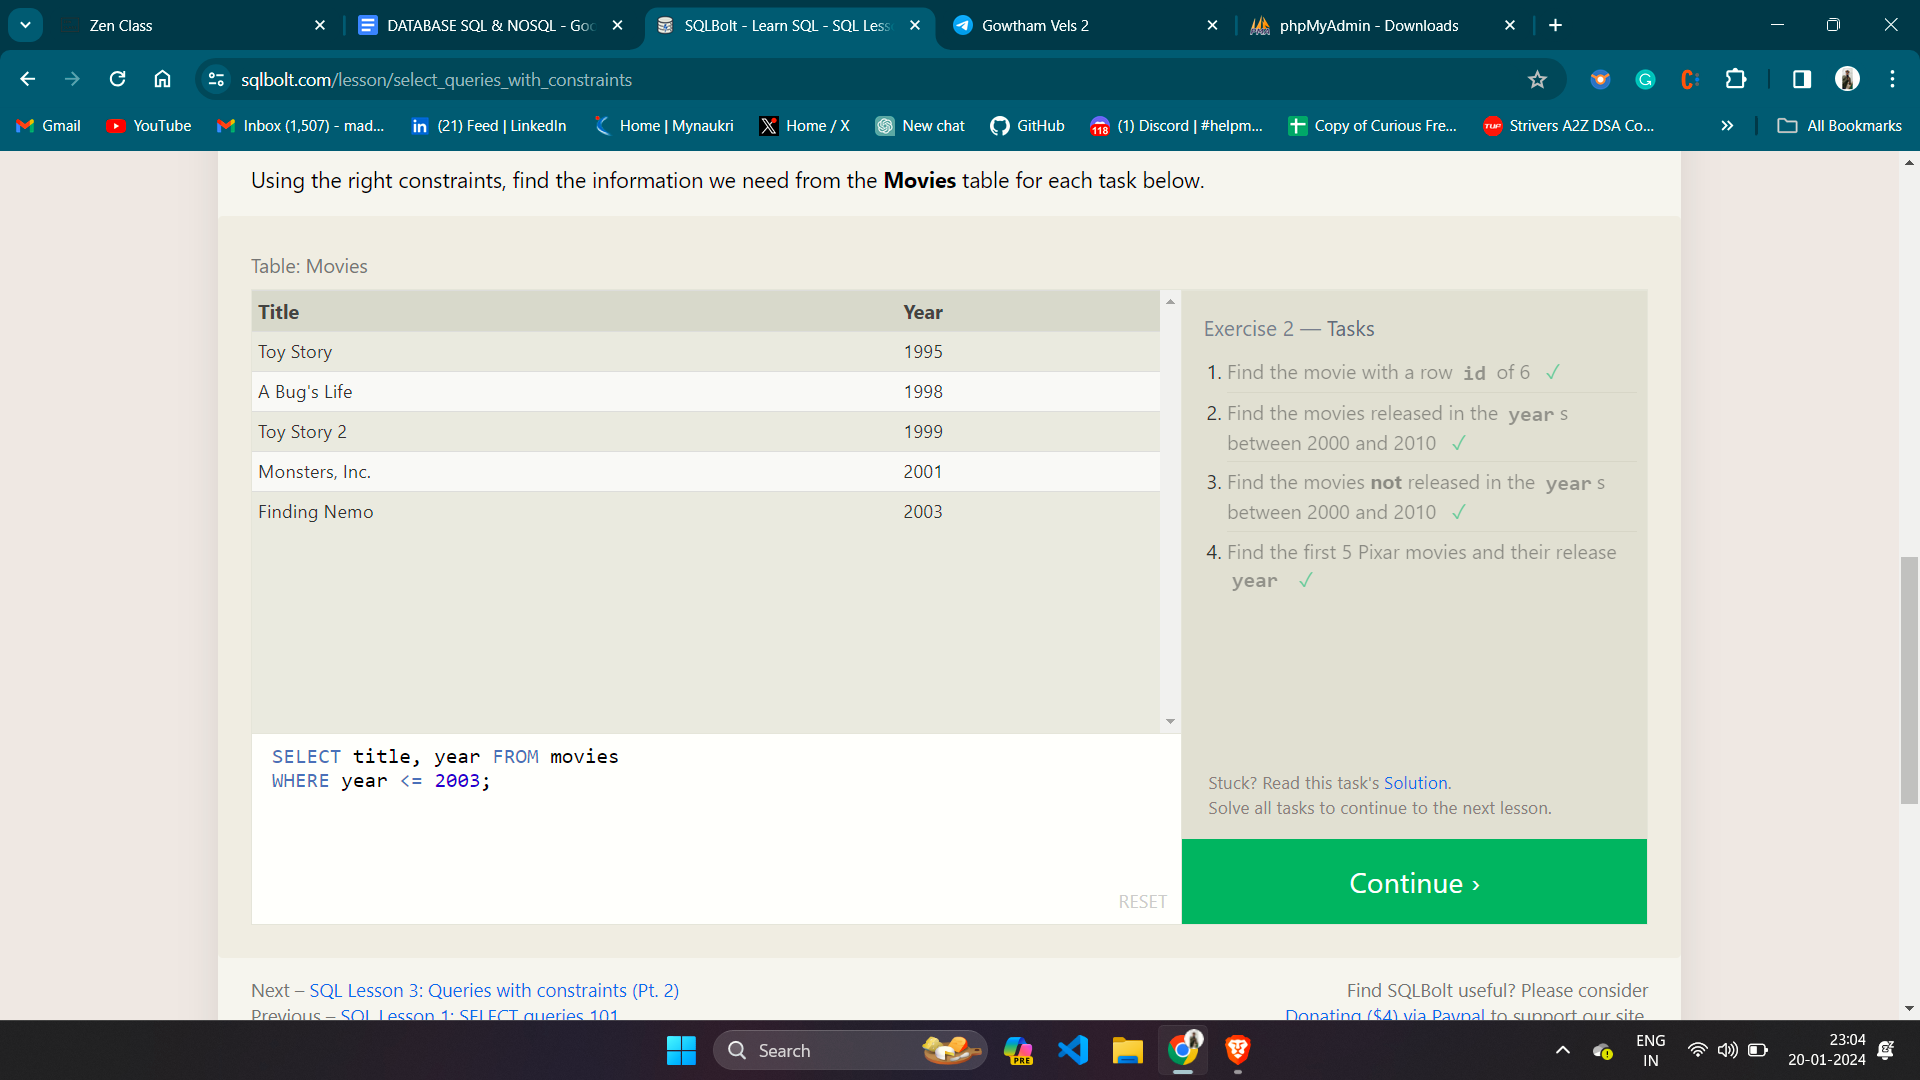 Zen Class
DATABASE SQL & NOSQL - Goo
SQLBolt - Learn SQL - SQL Less
Gowtham Vels 2
phpMyAdmin - Downloads
sqlbolt.com/lesson/select_queries_with_constraints
Gmail
YouTube
Inbox (1,507) - mad...
(21) Feed | LinkedIn
Home | Mynaukri
Home / X
New chat
GitHub
118
(1) Discord | #helpm...
Copy of Curious Fre...
TUF
Strivers A2Z DSA Co...
All Bookmarks
Using the right constraints, find the information we need from the Movies table for each task below.
Table: Movies
Title Year
Toy Story 1995
A Bug's Life 1998
Toy Story 2 1999
Monsters, Inc. 2001
Finding Nemo 2003
SELECT title, year FROM movies
WHERE year <= 2003;
RESET
Exercise 2 — Tasks
1. Find the movie with a row id of 6 ✓
2. Find the movies released in the year s
between 2000 and 2010 ✓
3. Find the movies not released in the year s
between 2000 and 2010 ✓
4. Find the first 5 Pixar movies and their release
year ✓
Stuck? Read this task's Solution.
Solve all tasks to continue to the next lesson.
Continue ›
Next – SQL Lesson 3: Queries with constraints (Pt. 2)
Previous – SQL Lesson 1: SELECT queries 101
Find SQLBolt useful? Please consider
Donating ($4) via Paypal to support our site.
Search
PRE
ENG
IN
23:04
20-01-2024